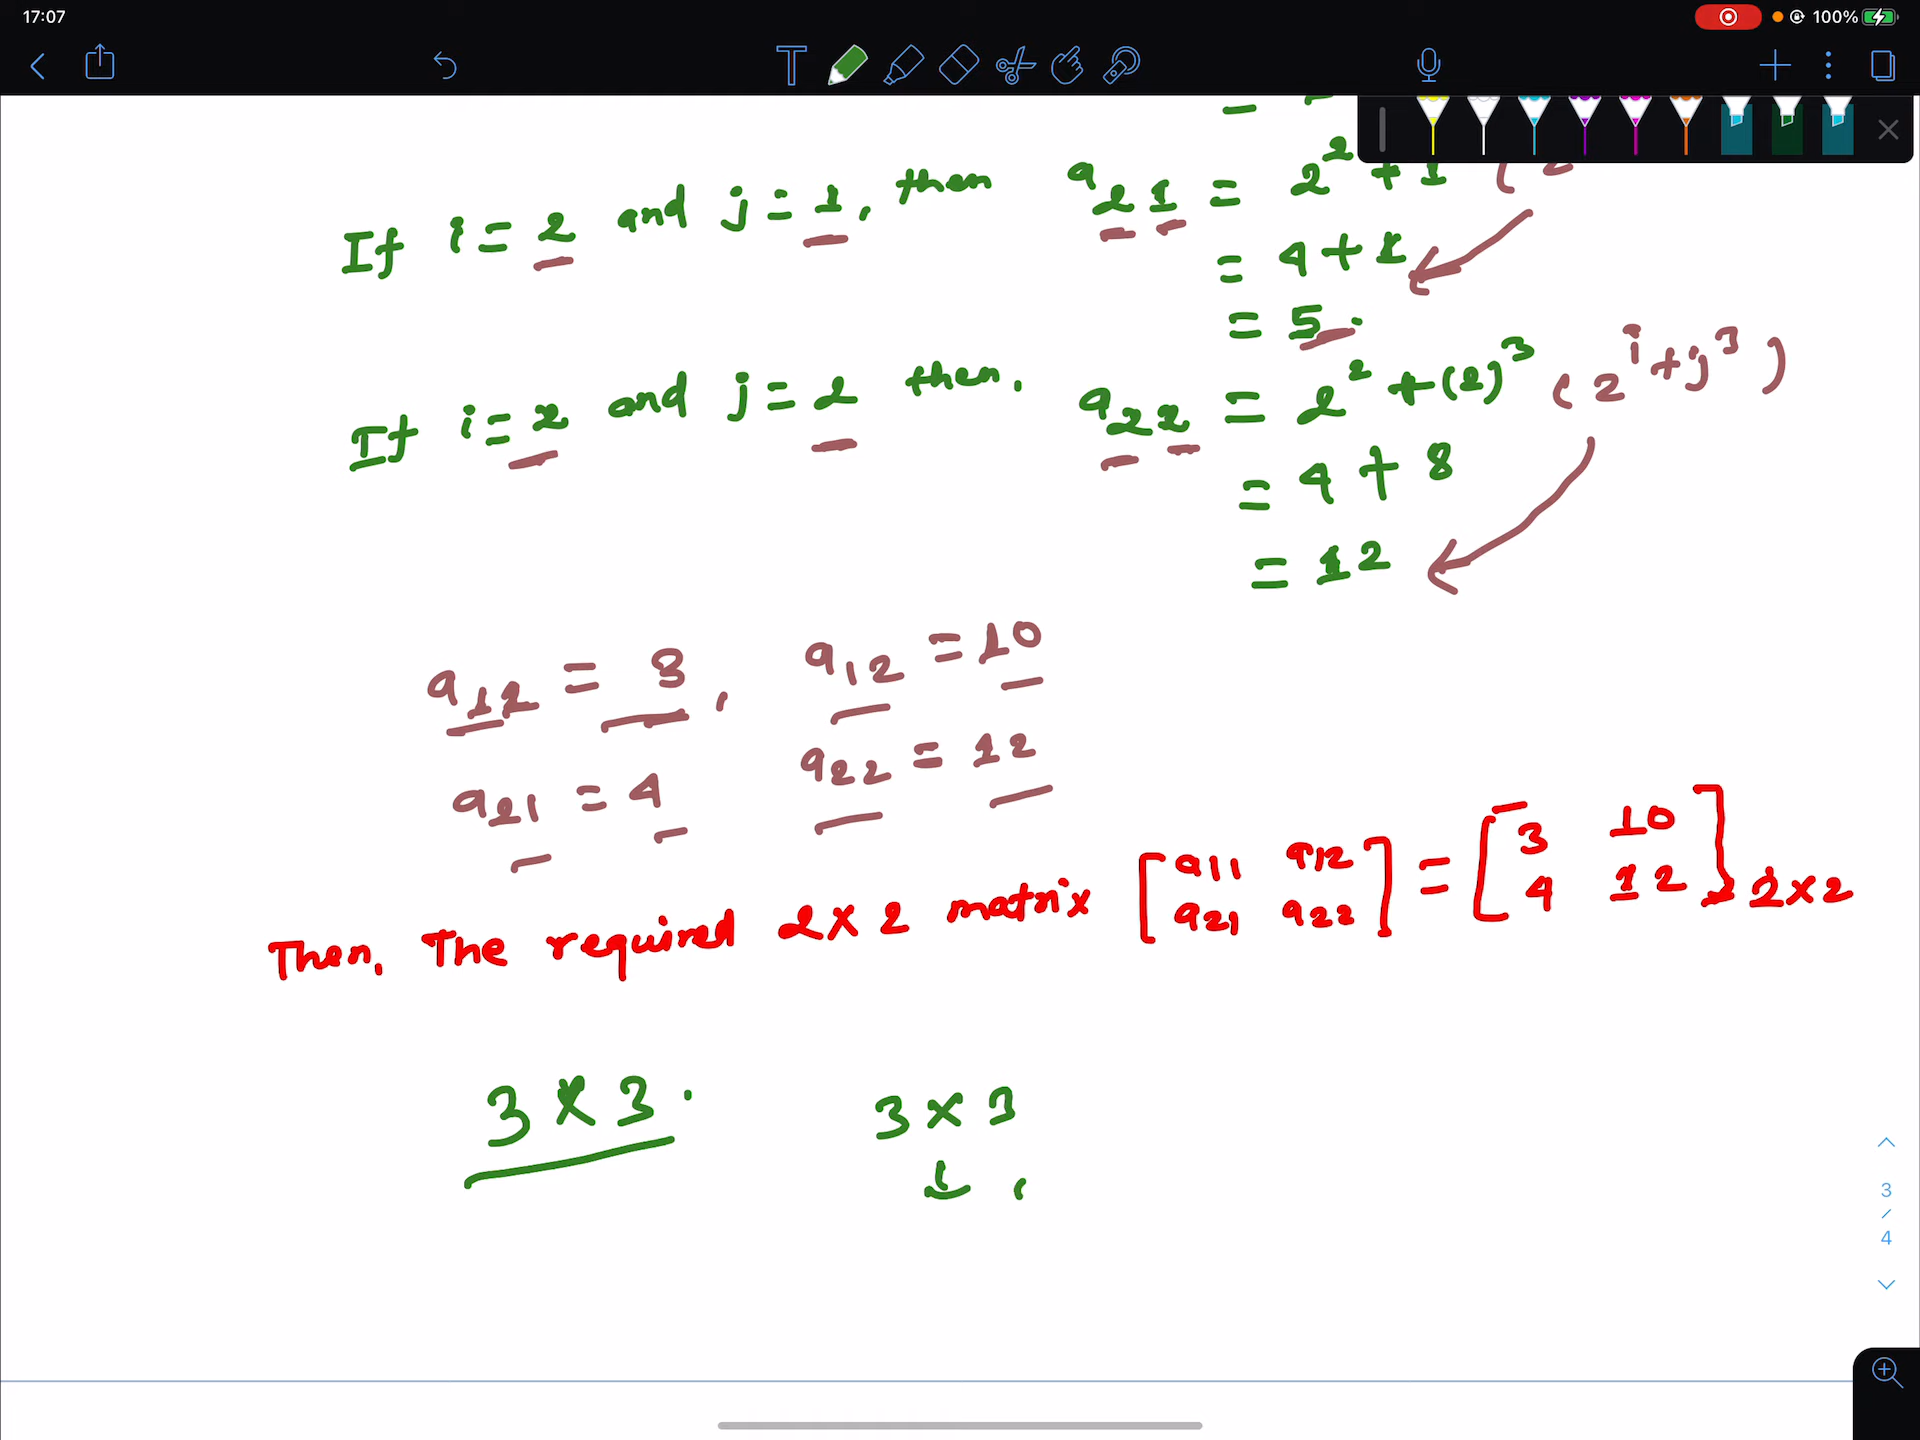 17:07
100%
If i = 2 and j = 1, then a21 = 2^2 + 1 ( 2
= 4 + 1
= 5.
If i = 2 and j = 2 then. a22 = 2^2 + (2)^3 ( 2^i + j^3 )
= 4 + 8
= 12
a12 = 3, a12 = 10
a21 = 4 a22 = 12
Then, The required 2 x 2 matrix [ a11 a12 ] = [ 3 10 ] 2x2
a21 a22 4 12
3 x 3. 3 x 3
1 ,
3
/
4